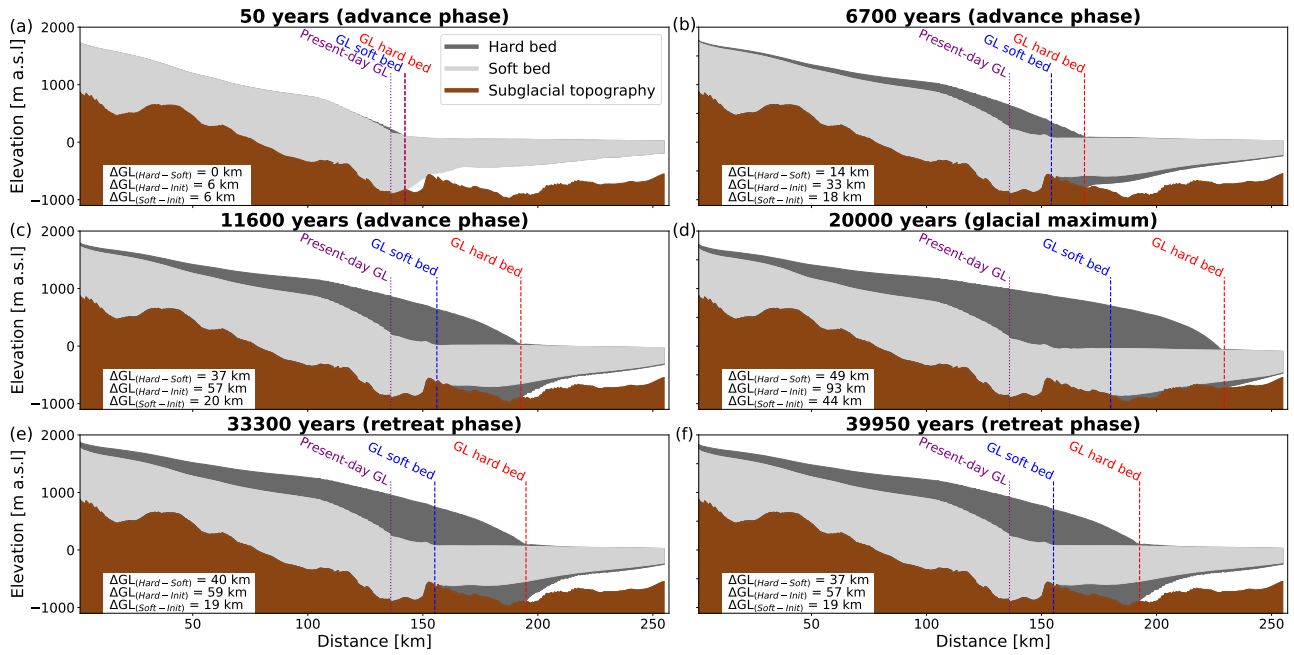 (a)
50 years (advance phase)
2000
1000
0
−1000
Elevation [m a.s.l]
Present-day GL
GL soft bed
GL hard bed
Hard bed
Soft bed
Subglacial topography
ΔGL(Hard−Soft) = 0 km
ΔGL(Hard−Init) = 6 km
ΔGL(Soft−Init) = 6 km
(b)
6700 years (advance phase)
Present-day GL
GL soft bed
GL hard bed
ΔGL(Hard−Soft) = 14 km
ΔGL(Hard−Init) = 33 km
ΔGL(Soft−Init) = 18 km
(c)
11600 years (advance phase)
2000
1000
0
−1000
Elevation [m a.s.l]
Present-day GL
GL soft bed
GL hard bed
ΔGL(Hard−Soft) = 37 km
ΔGL(Hard−Init) = 57 km
ΔGL(Soft−Init) = 20 km
(d)
20000 years (glacial maximum)
Present-day GL
GL soft bed
GL hard bed
ΔGL(Hard−Soft) = 49 km
ΔGL(Hard−Init) = 93 km
ΔGL(Soft−Init) = 44 km
(e)
33300 years (retreat phase)
2000
1000
0
−1000
Elevation [m a.s.l]
Present-day GL
GL soft bed
GL hard bed
ΔGL(Hard−Soft) = 40 km
ΔGL(Hard−Init) = 59 km
ΔGL(Soft−Init) = 19 km
50 100 150 200 250
Distance [km]
(f)
39950 years (retreat phase)
Present-day GL
GL soft bed
GL hard bed
ΔGL(Hard−Soft) = 37 km
ΔGL(Hard−Init) = 57 km
ΔGL(Soft−Init) = 19 km
50 100 150 200 250
Distance [km]